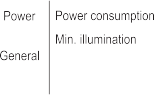 Power
Power consumption
Min. illumination
General